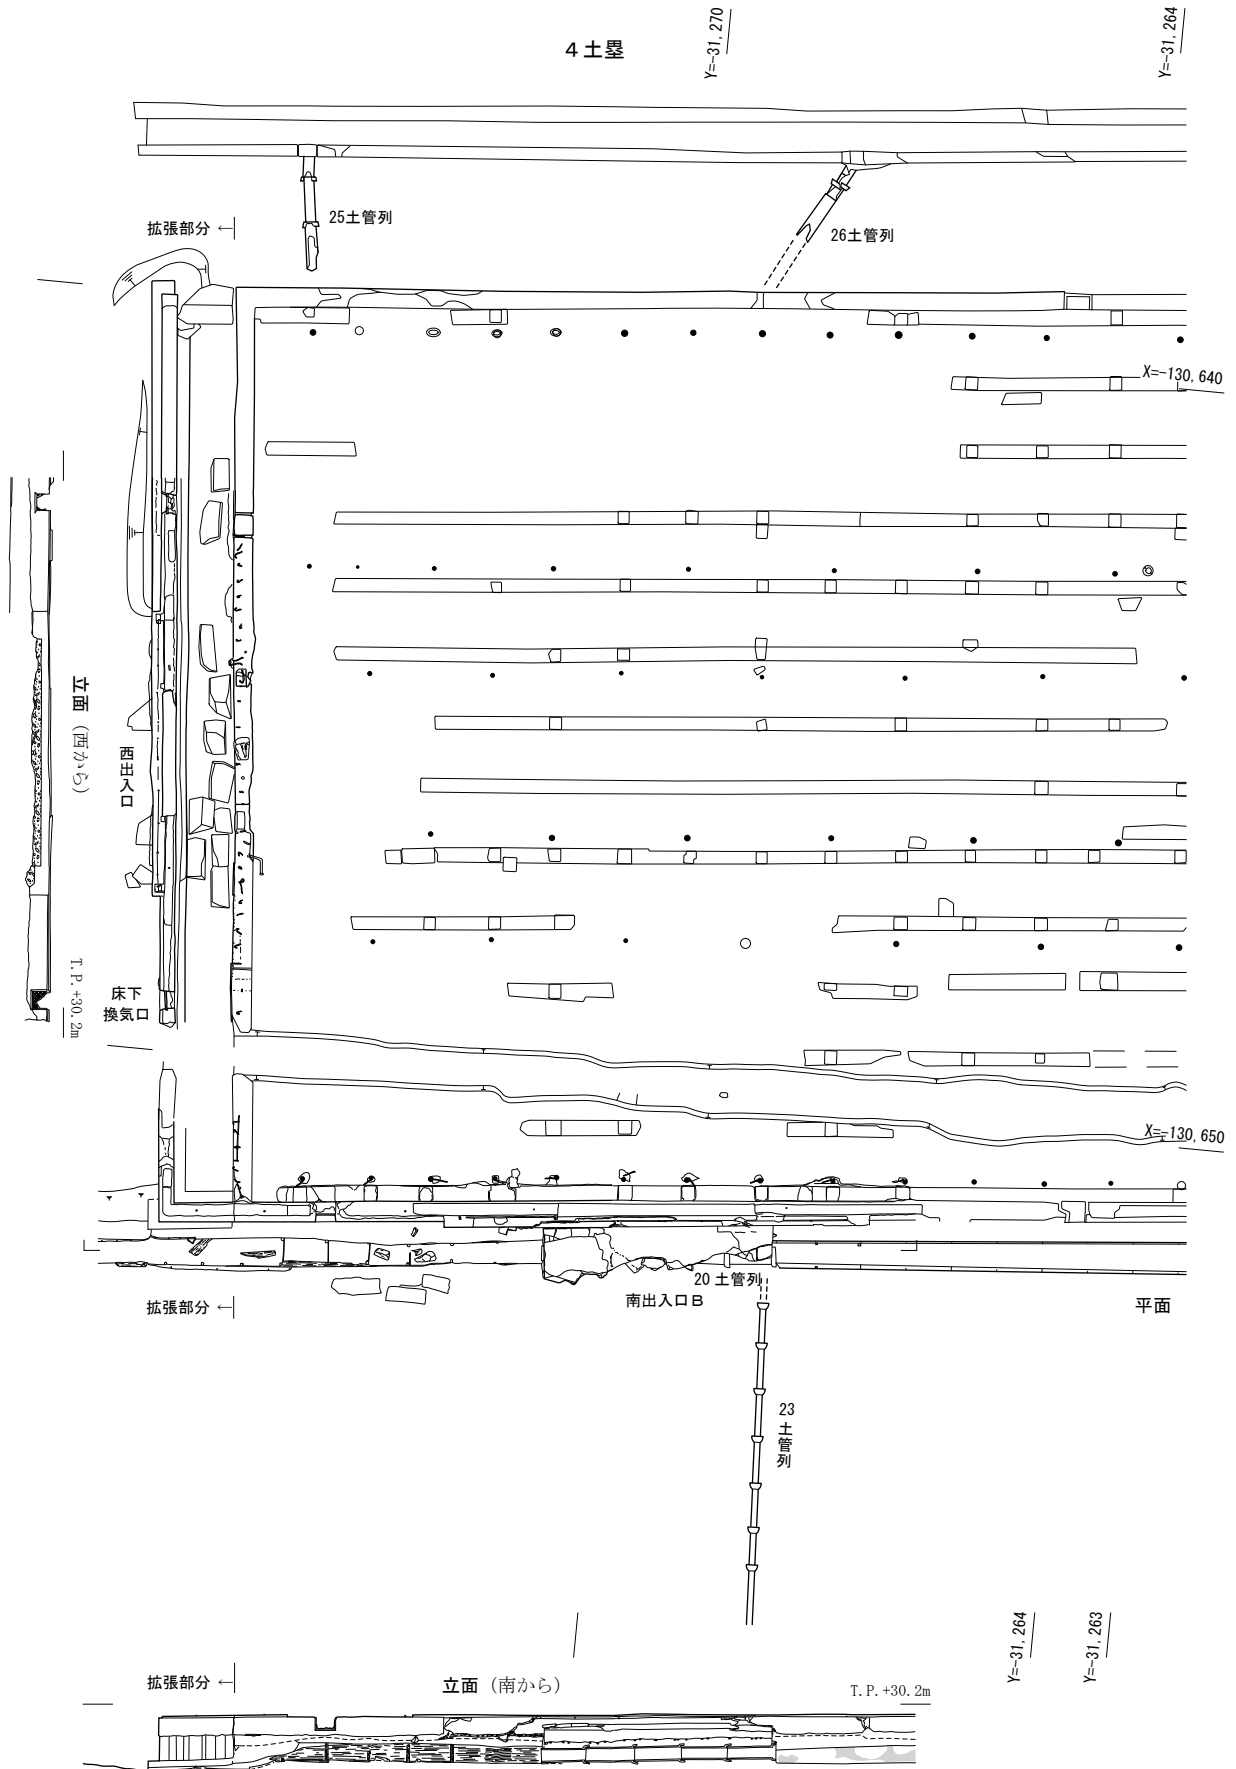 4土塁
Y=-31,270
Y=-31,264
拡張部分 ←
25土管列
26土管列
X=-130,640
立面（西から）
西出入口
T.P.+30.2m
床下
換気口
X=-130,650
拡張部分 ←
20 土管列
南出入口B
平面
23土管列
Y=-31,264
Y=-31,263
拡張部分 ←
立面（南から）
T.P.+30.2m